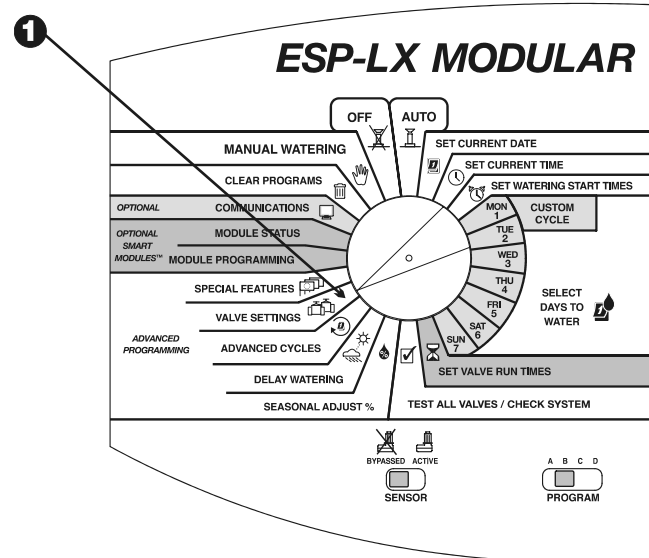 1
ESP-LX MODULAR
OFF
AUTO
MANUAL WATERING
CLEAR PROGRAMS
OPTIONAL
COMMUNICATIONS
OPTIONAL
SMART
MODULES™
MODULE STATUS
MODULE PROGRAMMING
SPECIAL FEATURES
VALVE SETTINGS
ADVANCED
PROGRAMMING
ADVANCED CYCLES
DELAY WATERING
SEASONAL ADJUST %
SET CURRENT DATE
SET CURRENT TIME
SET WATERING START TIMES
MON
1
CUSTOM
CYCLE
TUE
2
WED
3
THU
4
FRI
5
SAT
6
SUN
7
SELECT
DAYS TO
WATER
1
SET VALVE RUN TIMES
TEST ALL VALVES / CHECK SYSTEM
%
BYPASSED ACTIVE
SENSOR
A B C D
PROGRAM